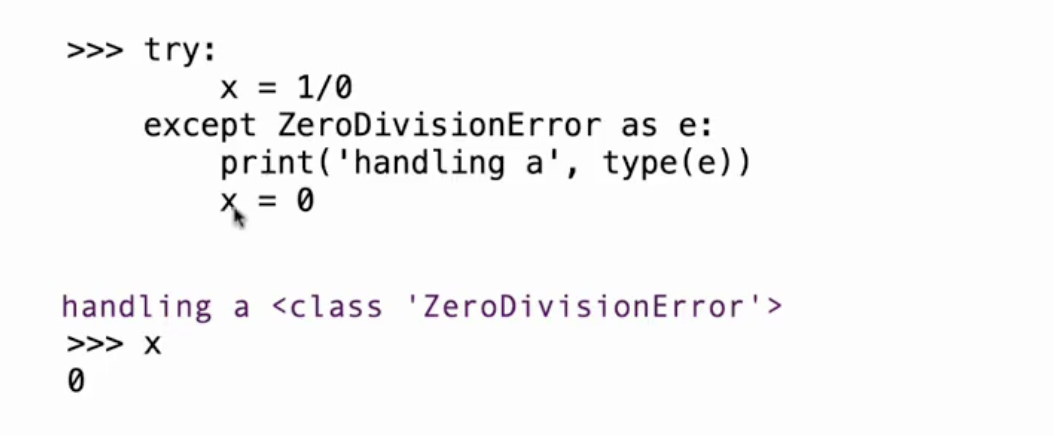 >>> try:
        x = 1/0
    except ZeroDivisionError as e:
        print('handling a', type(e))
        x = 0
handling a <class 'ZeroDivisionError'>
>>> x
0